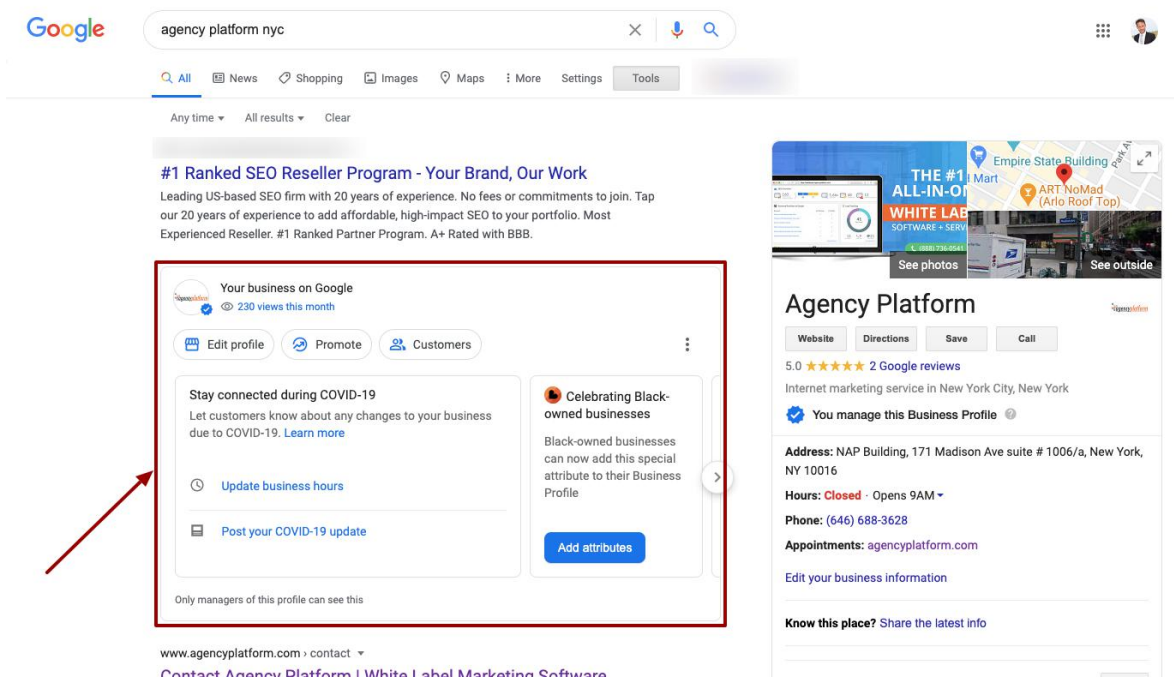 Google
agency platform nyc
All News Shopping Images Maps More Settings Tools
Any time All results Clear
#1 Ranked SEO Reseller Program - Your Brand, Our Work
Leading US-based SEO firm with 20 years of experience. No fees or commitments to join. Tap
our 20 years of experience to add affordable, high-impact SEO to your portfolio. Most
Experienced Reseller. #1 Ranked Partner Program. A+ Rated with BBB.
Your business on Google
230 views this month
Edit profile Promote Customers
Stay connected during COVID-19
Let customers know about any changes to your business
due to COVID-19. Learn more
Update business hours
Post your COVID-19 update
Celebrating Black-
owned businesses
Black-owned businesses
can now add this special
attribute to their Business
Profile
Add attributes
Only managers of this profile can see this
www.agencyplatform.com › contact
Contact Agency Platform | White Label Marketing Software
THE #1
ALL-IN-O
WHITE LAB
SOFTWARE + SERV
(888) 736-0541
See photos
Empire State Building
Park A
Mart
ART NoMad
(Arlo Roof Top)
See outside
Agency Platform
agencyplatform
Website Directions Save Call
5.0 2 Google reviews
Internet marketing service in New York City, New York
You manage this Business Profile
Address: NAP Building, 171 Madison Ave suite # 1006/a, New York,
NY 10016
Hours: Closed · Opens 9AM
Phone: (646) 688-3628
Appointments: agencyplatform.com
Edit your business information
Know this place? Share the latest info